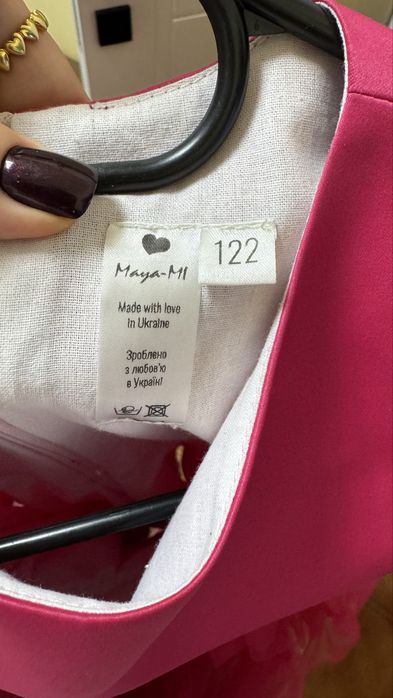 Maya-MI
122
Made with love
in Ukraine
Зроблено
з любов'ю
в Україні